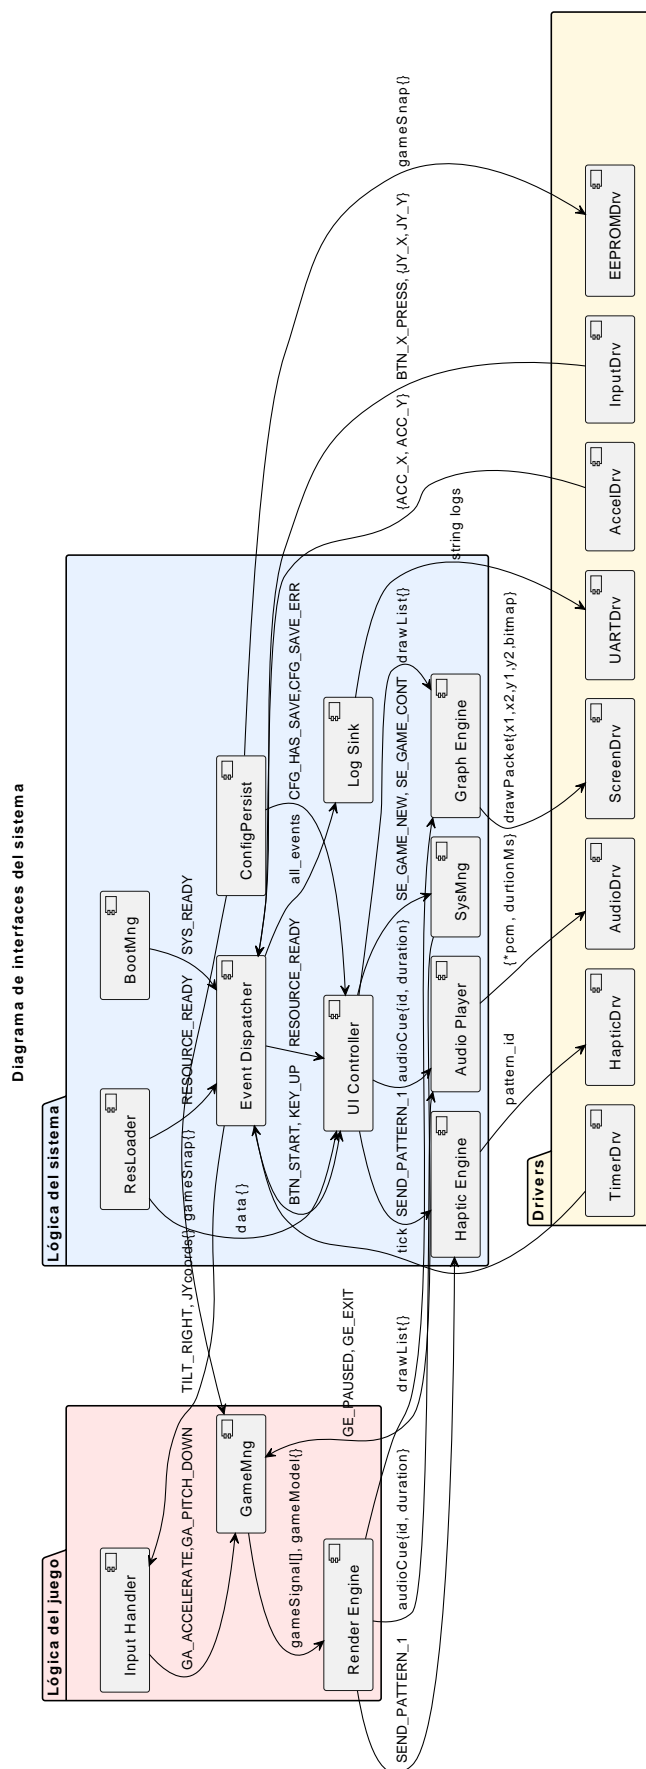 Diagrama de interfaces del sistema
Lógica del juego
Input Handler
GameMng
Render Engine
Lógica del sistema
ResLoader
BootMng
Event Dispatcher
ConfigPersist
UI Controller
Log Sink
Haptic Engine
Audio Player
SysMng
Graph Engine
Drivers
TimerDrv
HapticDrv
AudioDrv
ScreenDrv
UARTDrv
AccelDrv
InputDrv
EEPROMDrv
GA_ACCELERATE,GA_PITCH_DOWN
TILT_RIGHT, JYcoords{}
gameSnap{}
RESOURCE_READY
SYS_READY
data{}
BTN_START, KEY_UP
RESOURCE_READY
all_events
CFG_HAS_SAVE,CFG_SAVE_ERR
gameSignal[], gameModel{}
GE_PAUSED, GE_EXIT
SEND_PATTERN_1
audioCue{id, duration}
drawList{}
tick
SEND_PATTERN_1
audioCue{id, duration}
SE_GAME_NEW, SE_GAME_CONT
drawList{}
string logs
{ACC_X, ACC_Y}
BTN_X_PRESS, {JY_X, JY_Y}
gameSnap{}
pattern_id
{*pcm, durtionMs}
drawPacket{x1,x2,y1,y2,bitmap}